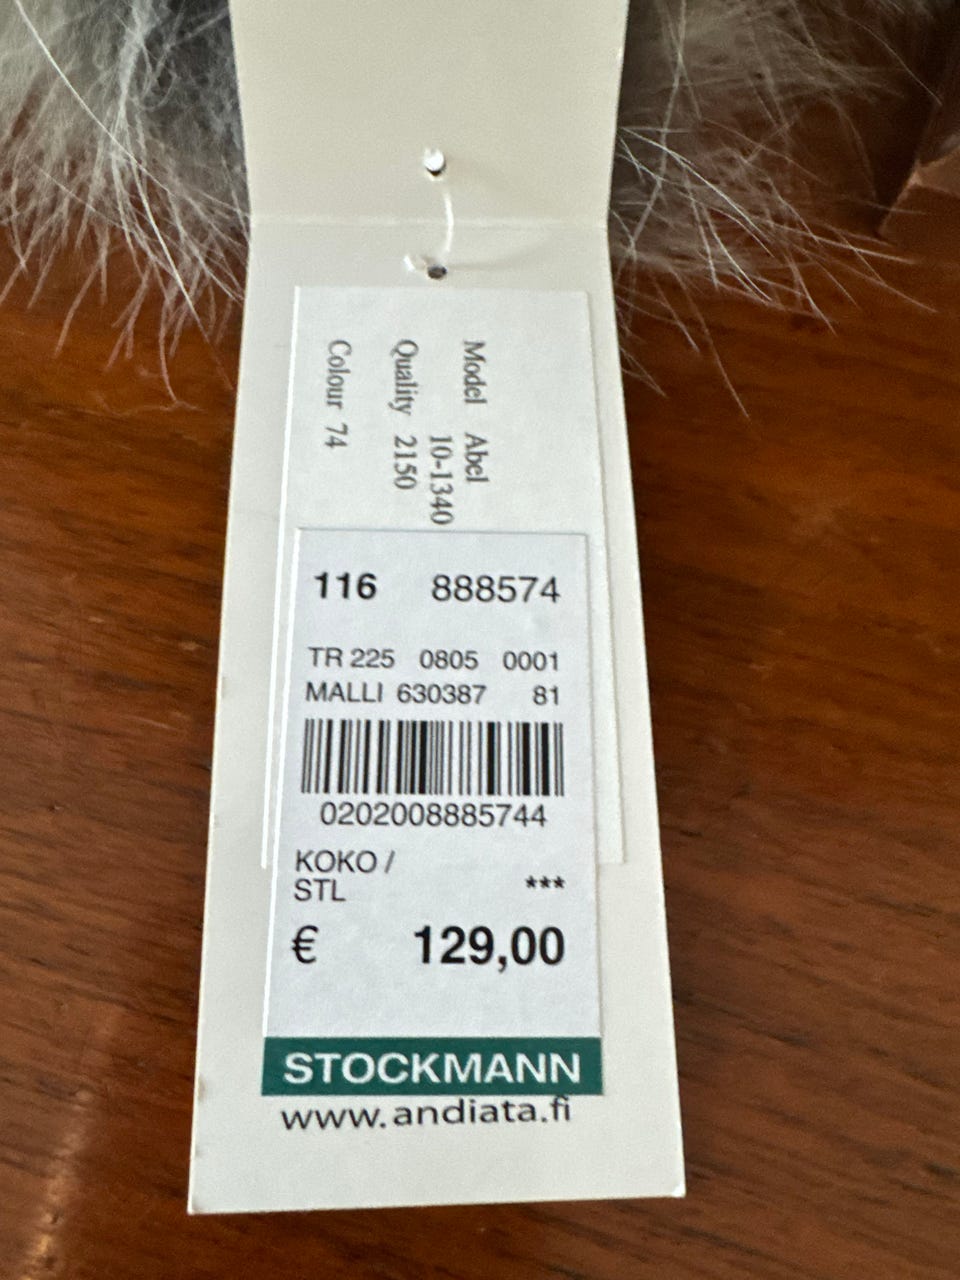 Model Abel
10-1340
Quality 2150
Colour 74
116 888574
TR 225 0805 0001
MALLI 630387 81
0202008885744
KOKO /
STL ***
€ 129,00
STOCKMANN
www.andiata.fi